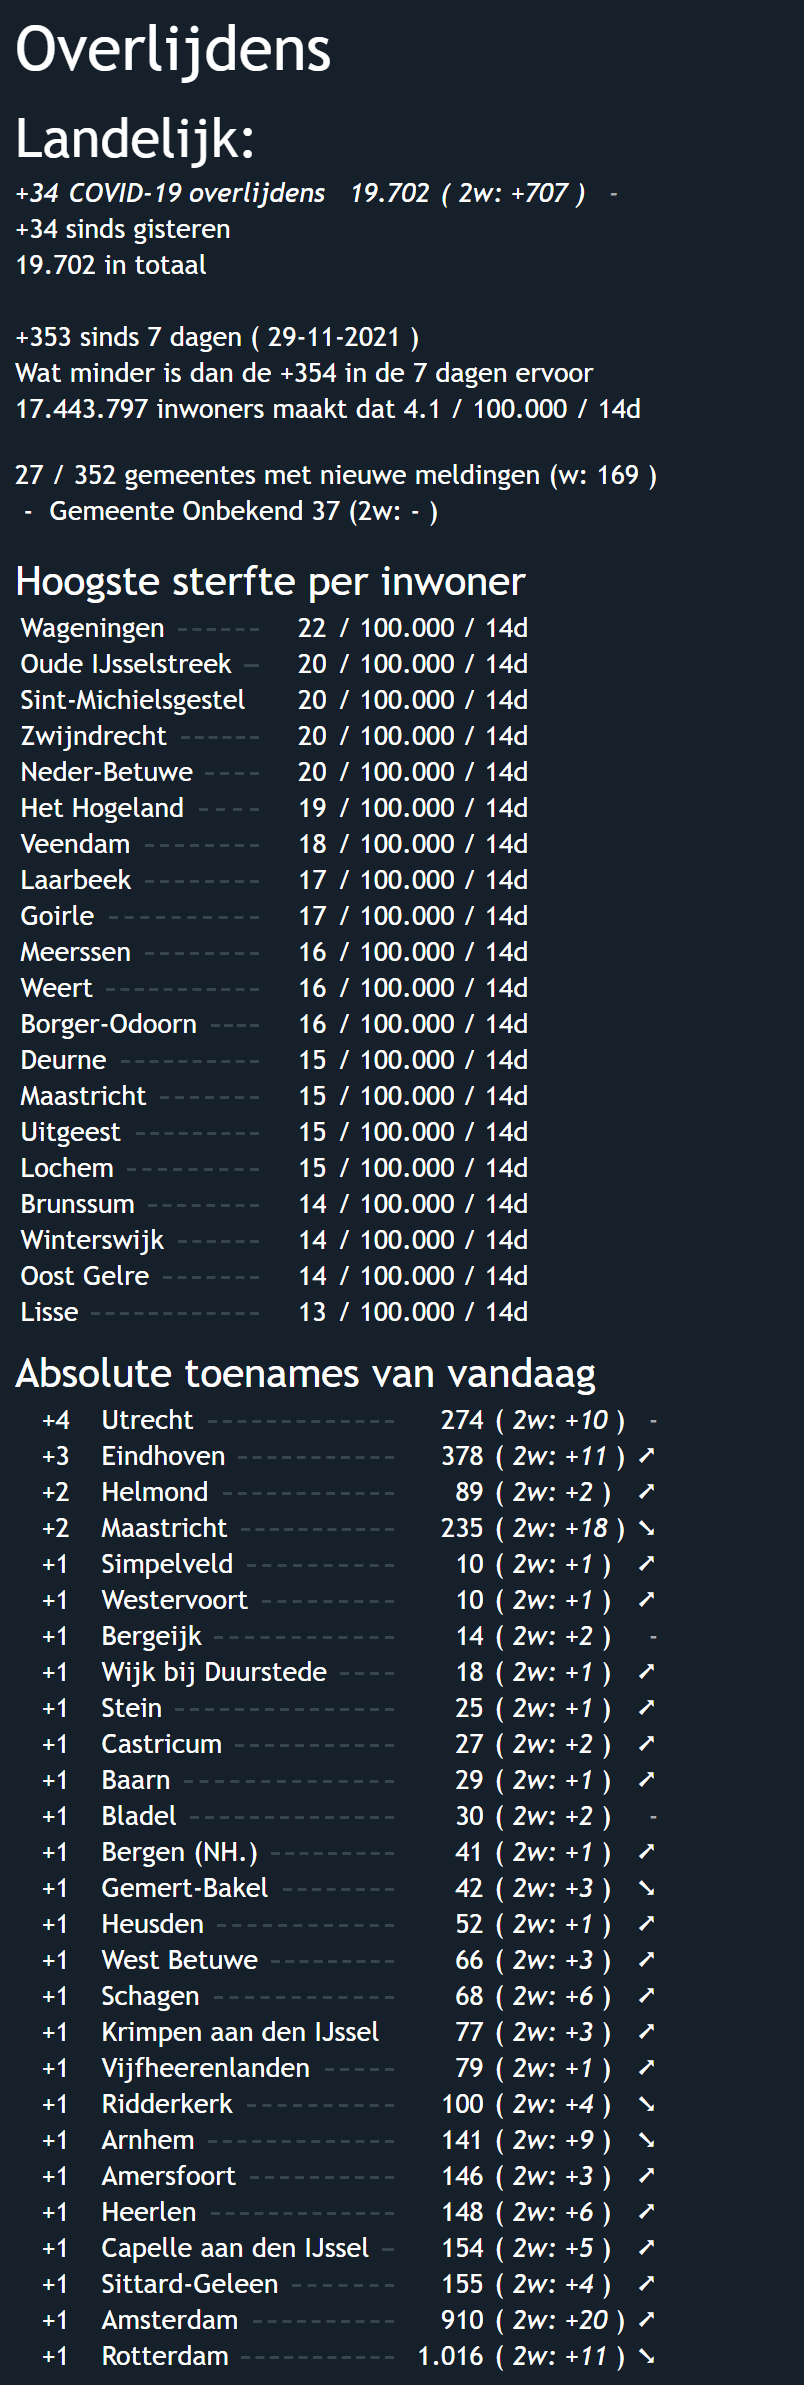 Overlijdens
Landelijk:
+34 COVID-19 overlijdens 19.702 ( 2w: +707 ) -
+34 sinds gisteren
19.702 in totaal
+353 sinds 7 dagen ( 29-11-2021 )
Wat minder is dan de +354 in de 7 dagen ervoor
17.443.797 inwoners maakt dat 4.1 / 100.000 / 14d
27 / 352 gemeentes met nieuwe meldingen (w: 169 )
- Gemeente Onbekend 37 (2w: - )
Hoogste sterfte per inwoner
Wageningen ------ 22 / 100.000 / 14d
Oude IJsselstreek – 20 / 100.000 / 14d
Sint-Michielsgestel 20 / 100.000 / 14d
Zwijndrecht ------ 20 / 100.000 / 14d
Neder-Betuwe ---- 20 / 100.000 / 14d
Het Hogeland ---- 19 / 100.000 / 14d
Veendam -------- 18 / 100.000 / 14d
Laarbeek -------- 17 / 100.000 / 14d
Goirle ---------- 17 / 100.000 / 14d
Meerssen -------- 16 / 100.000 / 14d
Weert ----------- 16 / 100.000 / 14d
Borger-Odoorn ---- 16 / 100.000 / 14d
Deurne ---------- 15 / 100.000 / 14d
Maastricht ------- 15 / 100.000 / 14d
Uitgeest --------- 15 / 100.000 / 14d
Lochem --------- 15 / 100.000 / 14d
Brunssum -------- 14 / 100.000 / 14d
Winterswijk ------ 14 / 100.000 / 14d
Oost Gelre ------- 14 / 100.000 / 14d
Lisse ------------ 13 / 100.000 / 14d
Absolute toenames van vandaag
+4 Utrecht ------------- 274 ( 2w: +10 ) -
+3 Eindhoven ----------- 378 ( 2w: +11 ) ➚
+2 Helmond ------------ 89 ( 2w: +2 ) ➚
+2 Maastricht ----------- 235 ( 2w: +18 ) ➘
+1 Simpelveld ---------- 10 ( 2w: +1 ) ➚
+1 Westervoort --------- 10 ( 2w: +1 ) ➚
+1 Bergeijk ------------- 14 ( 2w: +2 ) -
+1 Wijk bij Duurstede ---- 18 ( 2w: +1 ) ➚
+1 Stein ---------------- 25 ( 2w: +1 ) ➚
+1 Castricum ----------- 27 ( 2w: +2 ) ➚
+1 Baarn --------------- 29 ( 2w: +1 ) ➚
+1 Bladel --------------- 30 ( 2w: +2 ) -
+1 Bergen (NH.) --------- 41 ( 2w: +1 ) ➚
+1 Gemert-Bakel -------- 42 ( 2w: +3 ) ➘
+1 Heusden ------------- 52 ( 2w: +1 ) ➚
+1 West Betuwe --------- 66 ( 2w: +3 ) ➚
+1 Schagen ------------- 68 ( 2w: +6 ) ➚
+1 Krimpen aan den IJssel 77 ( 2w: +3 ) ➚
+1 Vijfheerenlanden ----- 79 ( 2w: +1 ) ➚
+1 Ridderkerk ---------- 100 ( 2w: +4 ) ➘
+1 Arnhem ------------- 141 ( 2w: +9 ) ➘
+1 Amersfoort ---------- 146 ( 2w: +3 ) ➚
+1 Heerlen ------------- 148 ( 2w: +6 ) ➚
+1 Capelle aan den IJssel – 154 ( 2w: +5 ) ➚
+1 Sittard-Geleen ------- 155 ( 2w: +4 ) ➚
+1 Amsterdam ---------- 910 ( 2w: +20 ) ➚
+1 Rotterdam ----------- 1.016 ( 2w: +11 ) ➘